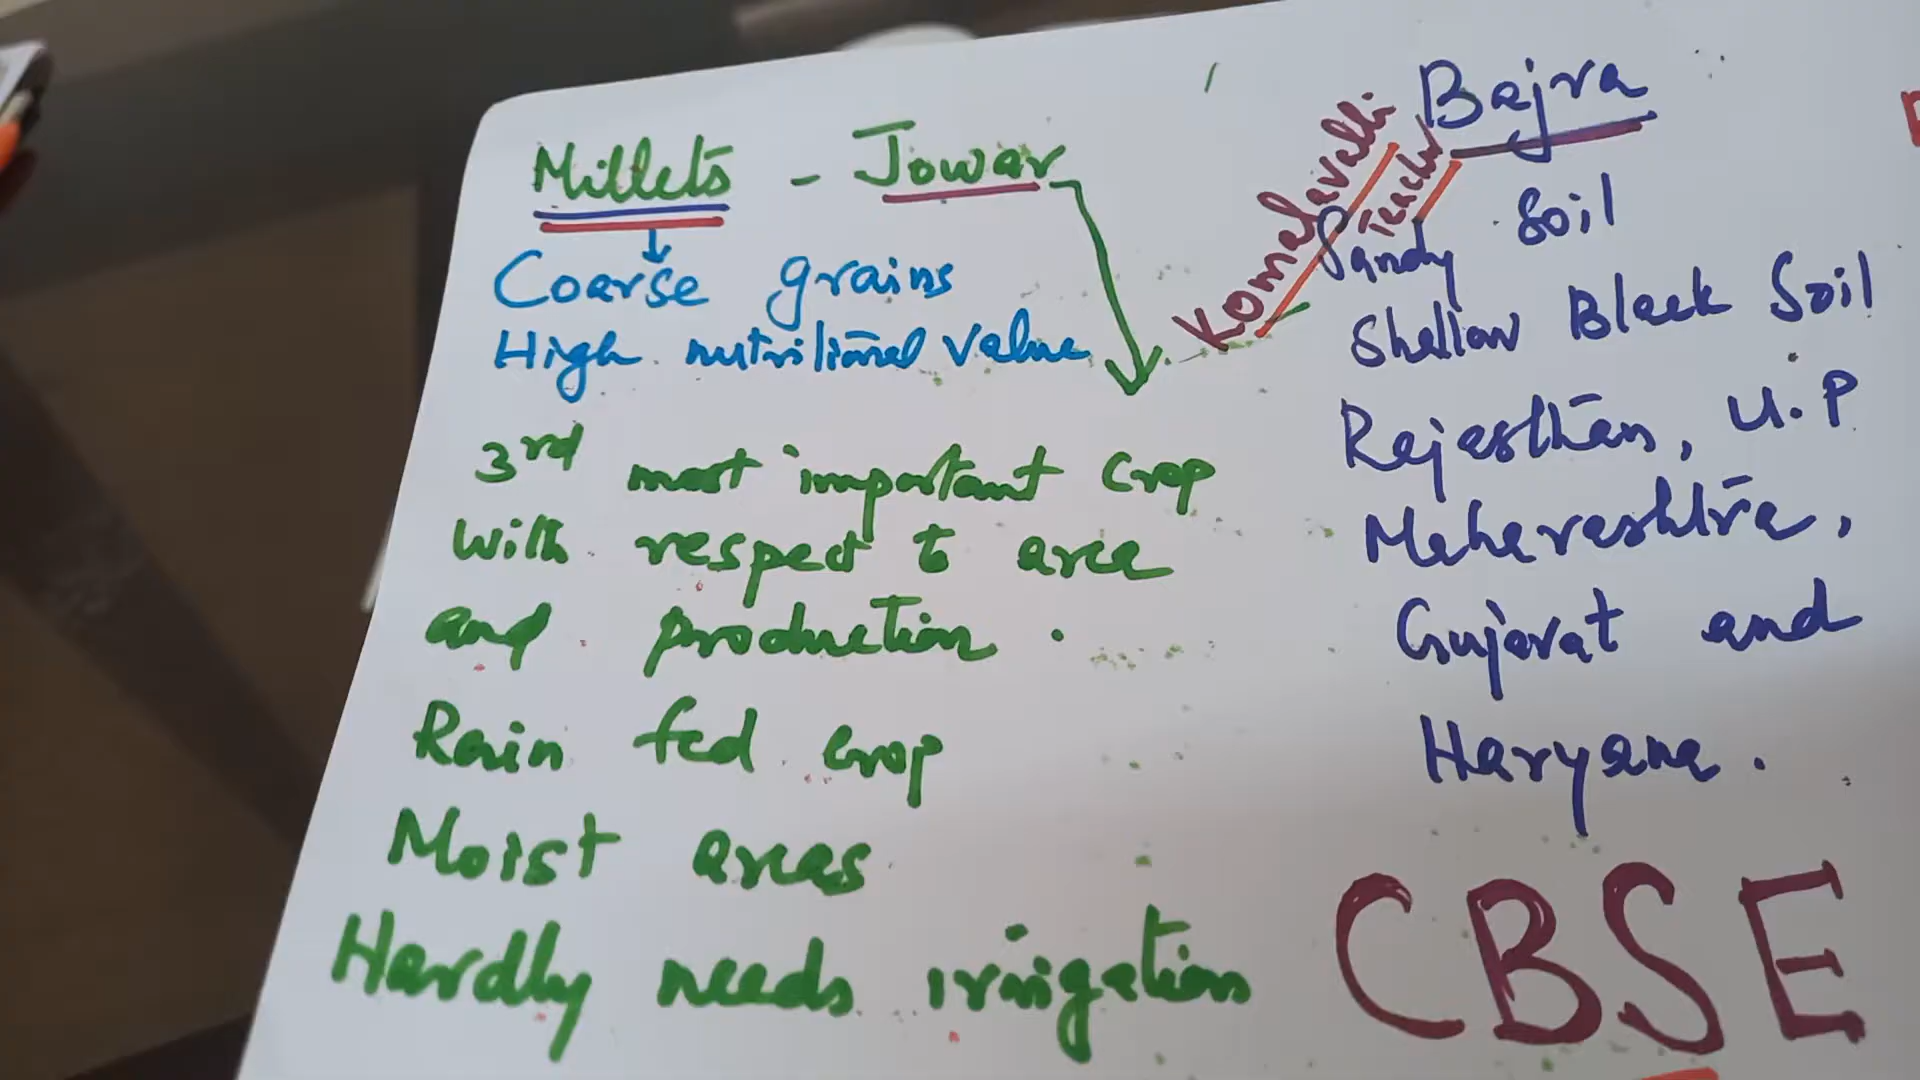 Millets - Jowar
Coarse grains
High nutritional value
3rd most important crop
with respect to area
and production.
Rain fed crop
Moist areas
Hardly needs irrigation
Komalavalli
Teacher
Bajra
Sandy Soil
Shallow Black Soil
Rajasthan, U.P
Maharashtra,
Gujarat and
Haryana.
CBSE